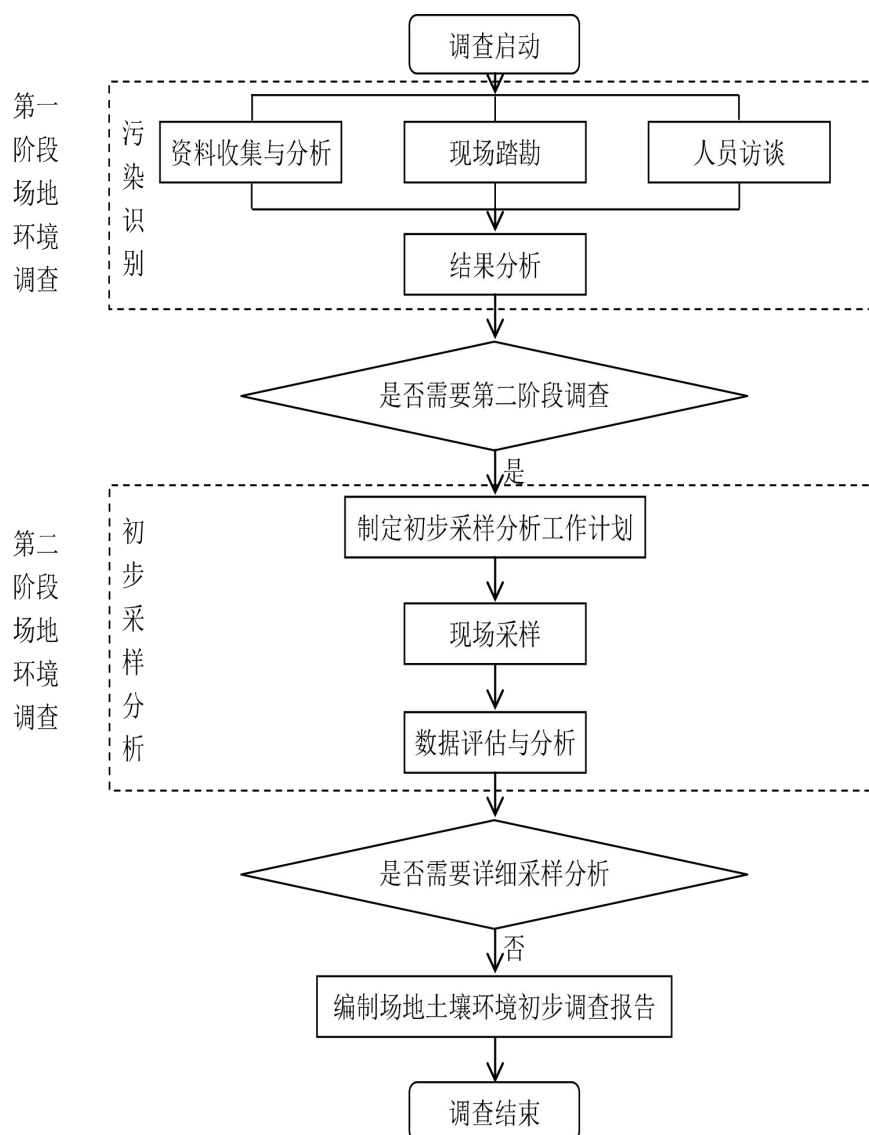 调查启动
第一
阶段
场地
环境
调查
污染识别
资料收集与分析
现场踏勘
人员访谈
结果分析
是否需要第二阶段调查
是
第二
阶段
场地
环境
调查
初步采样分析
制定初步采样分析工作计划
现场采样
数据评估与分析
是否需要详细采样分析
否
编制场地土壤环境初步调查报告
调查结束